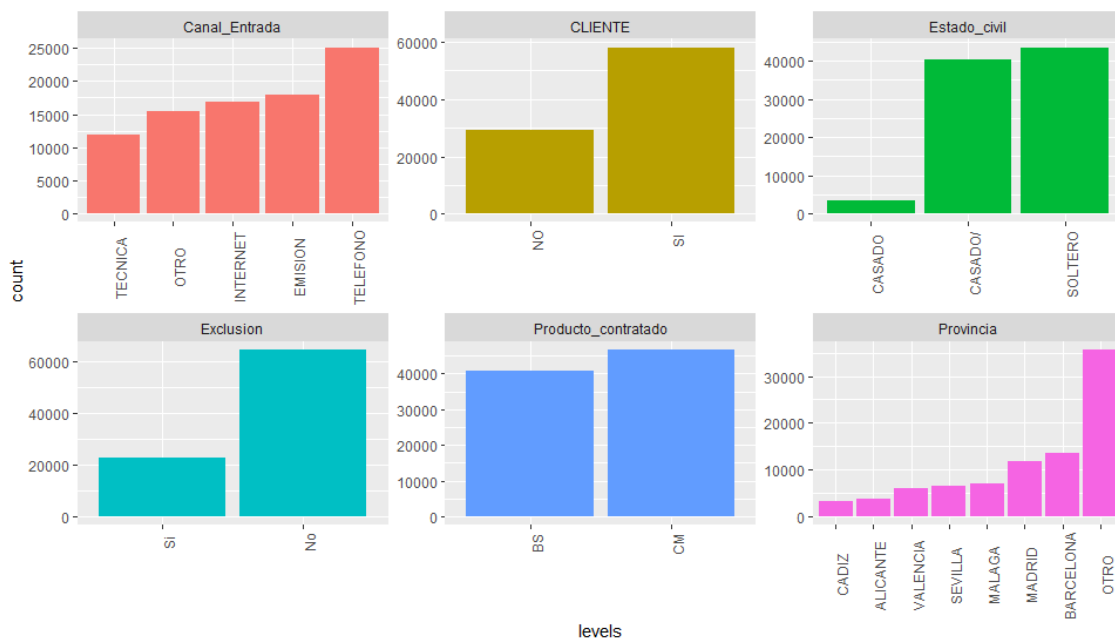 Canal_Entrada
25000
20000
15000
10000
5000
0
TECNICA
OTRO
INTERNET
EMISION
TELEFONO
CLIENTE
60000
40000
20000
0
NO
SI
Estado_civil
40000
30000
20000
10000
0
CASADO
CASADO/
SOLTERO
count
Exclusion
60000
40000
20000
0
Si
No
Producto_contratado
40000
30000
20000
10000
0
BS
CM
Provincia
30000
20000
10000
0
CADIZ
ALICANTE
VALENCIA
SEVILLA
MALAGA
MADRID
BARCELONA
OTRO
levels